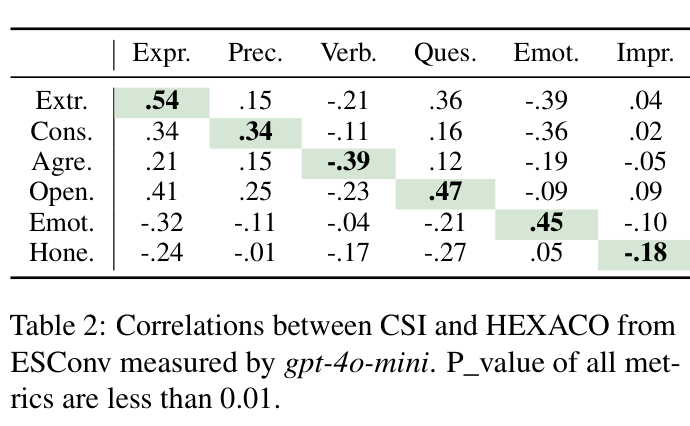 Expr. Prec. Verb. Ques. Emot. Impr.
Extr. .54 .15 -.21 .36 -.39 .04
Cons. .34 .34 -.11 .16 -.36 .02
Agre. .21 .15 -.39 .12 -.19 -.05
Open. .41 .25 -.23 .47 -.09 .09
Emot. -.32 -.11 -.04 -.21 .45 -.10
Hone. -.24 -.01 -.17 -.27 .05 -.18
Table 2: Correlations between CSI and HEXACO from
ESConv measured by gpt-4o-mini. P_value of all met-
rics are less than 0.01.